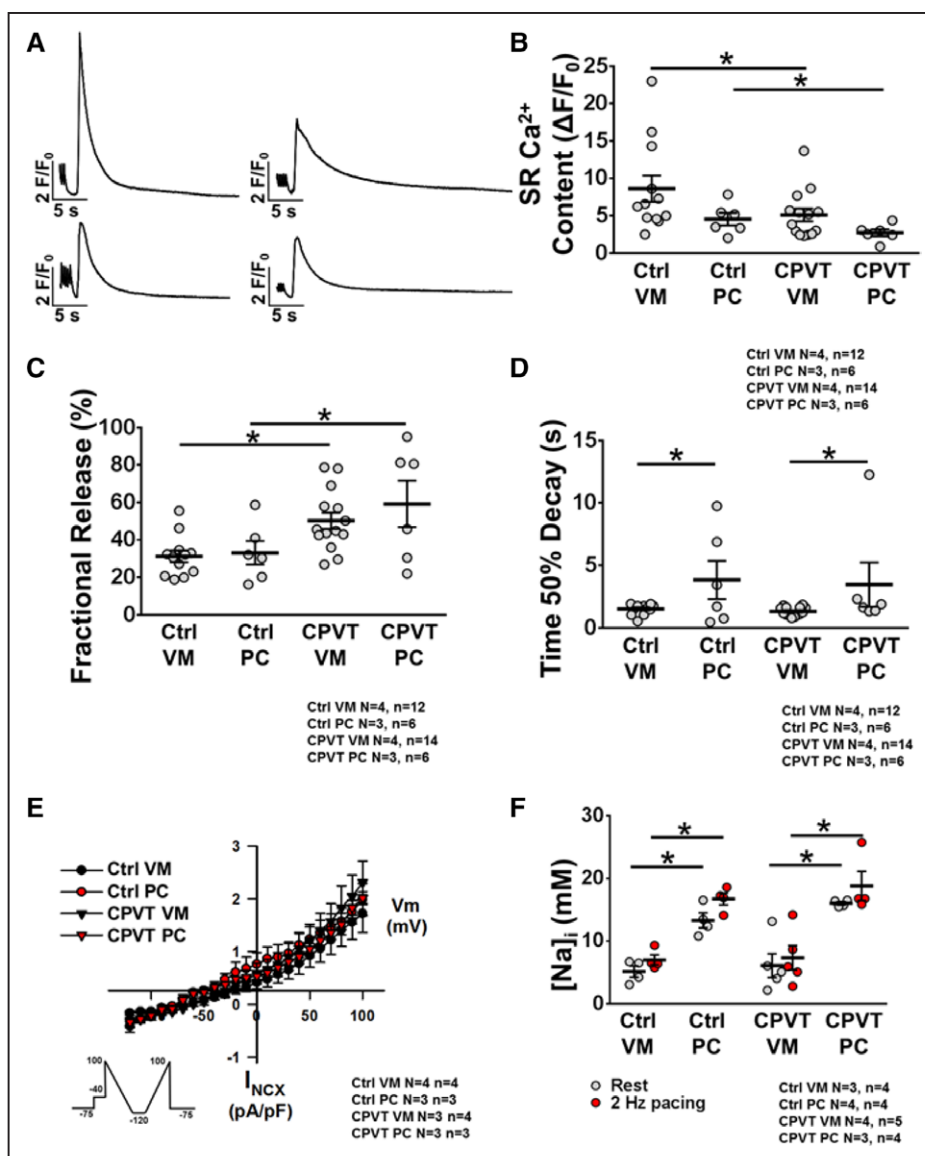 A
2 F/F0
5 s
2 F/F0
5 s
2 F/F0
5 s
2 F/F0
5 s
B
*
*
SR Ca2+
Content (ΔF/F0)
25
20
15
10
5
0
Ctrl VM
Ctrl PC
CPVT VM
CPVT PC
Ctrl VM N=4, n=12
Ctrl PC N=3, n=6
CPVT VM N=4, n=14
CPVT PC N=3, n=6
C
*
*
Fractional Release (%)
100
80
60
40
20
0
Ctrl VM
Ctrl PC
CPVT VM
CPVT PC
Ctrl VM N=4, n=12
Ctrl PC N=3, n=6
CPVT VM N=4, n=14
CPVT PC N=3, n=6
D
*
*
Time 50% Decay (s)
15
10
5
0
Ctrl VM
Ctrl PC
CPVT VM
CPVT PC
Ctrl VM N=4, n=12
Ctrl PC N=3, n=6
CPVT VM N=4, n=14
CPVT PC N=3, n=6
E
Ctrl VM
Ctrl PC
CPVT VM
CPVT PC
3
2
1
0
-1
-50
0
50
100
Vm
(mV)
INCX
(pA/pF)
100
100
-40
-75
-75
-120
Ctrl VM N=4 n=4
Ctrl PC N=3 n=3
CPVT VM N=3 n=4
CPVT PC N=3 n=3
F
*
*
*
*
[Na]i (mM)
30
20
10
0
Ctrl VM
Ctrl PC
CPVT VM
CPVT PC
Rest
2 Hz pacing
Ctrl VM N=3, n=4
Ctrl PC N=4, n=4
CPVT VM N=4, n=5
CPVT PC N=3, n=4